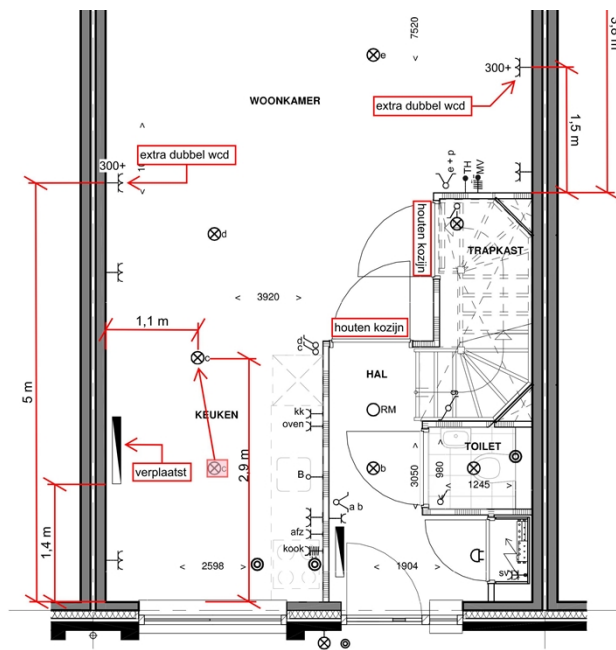 7520
3,8 m
e
300+
WOONKAMER
extra dubbel wcd
1,5 m
extra dubbel wcd
300+
e + p
TH
MV
houten kozijn
TRAPKAST
d
3920
1,1 m
houten kozijn
d
c
c
5 m
HAL
KEUKEN
kk
oven
RM
g
TOILET
c
2,9 m
verplaatst
B
b
3050
980
1245
1,4 m
a b
afz
kook
2598
1904
sv